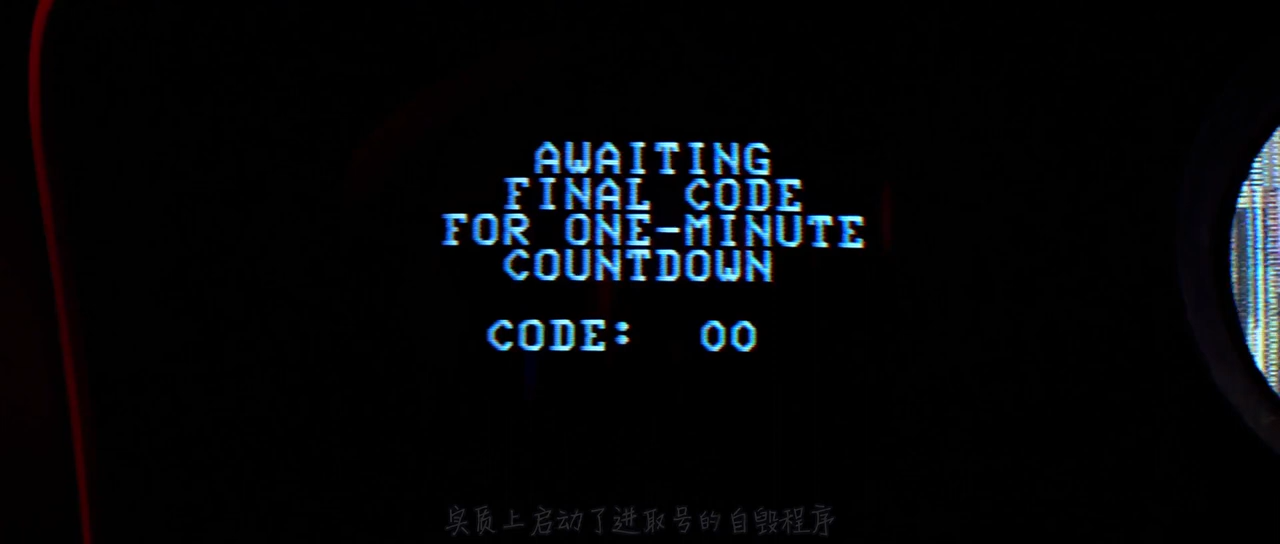 AWAITING
FINAL CODE
FOR ONE-MINUTE
COUNTDOWN
CODE: 00
实质上启动了进取号的自毁程序